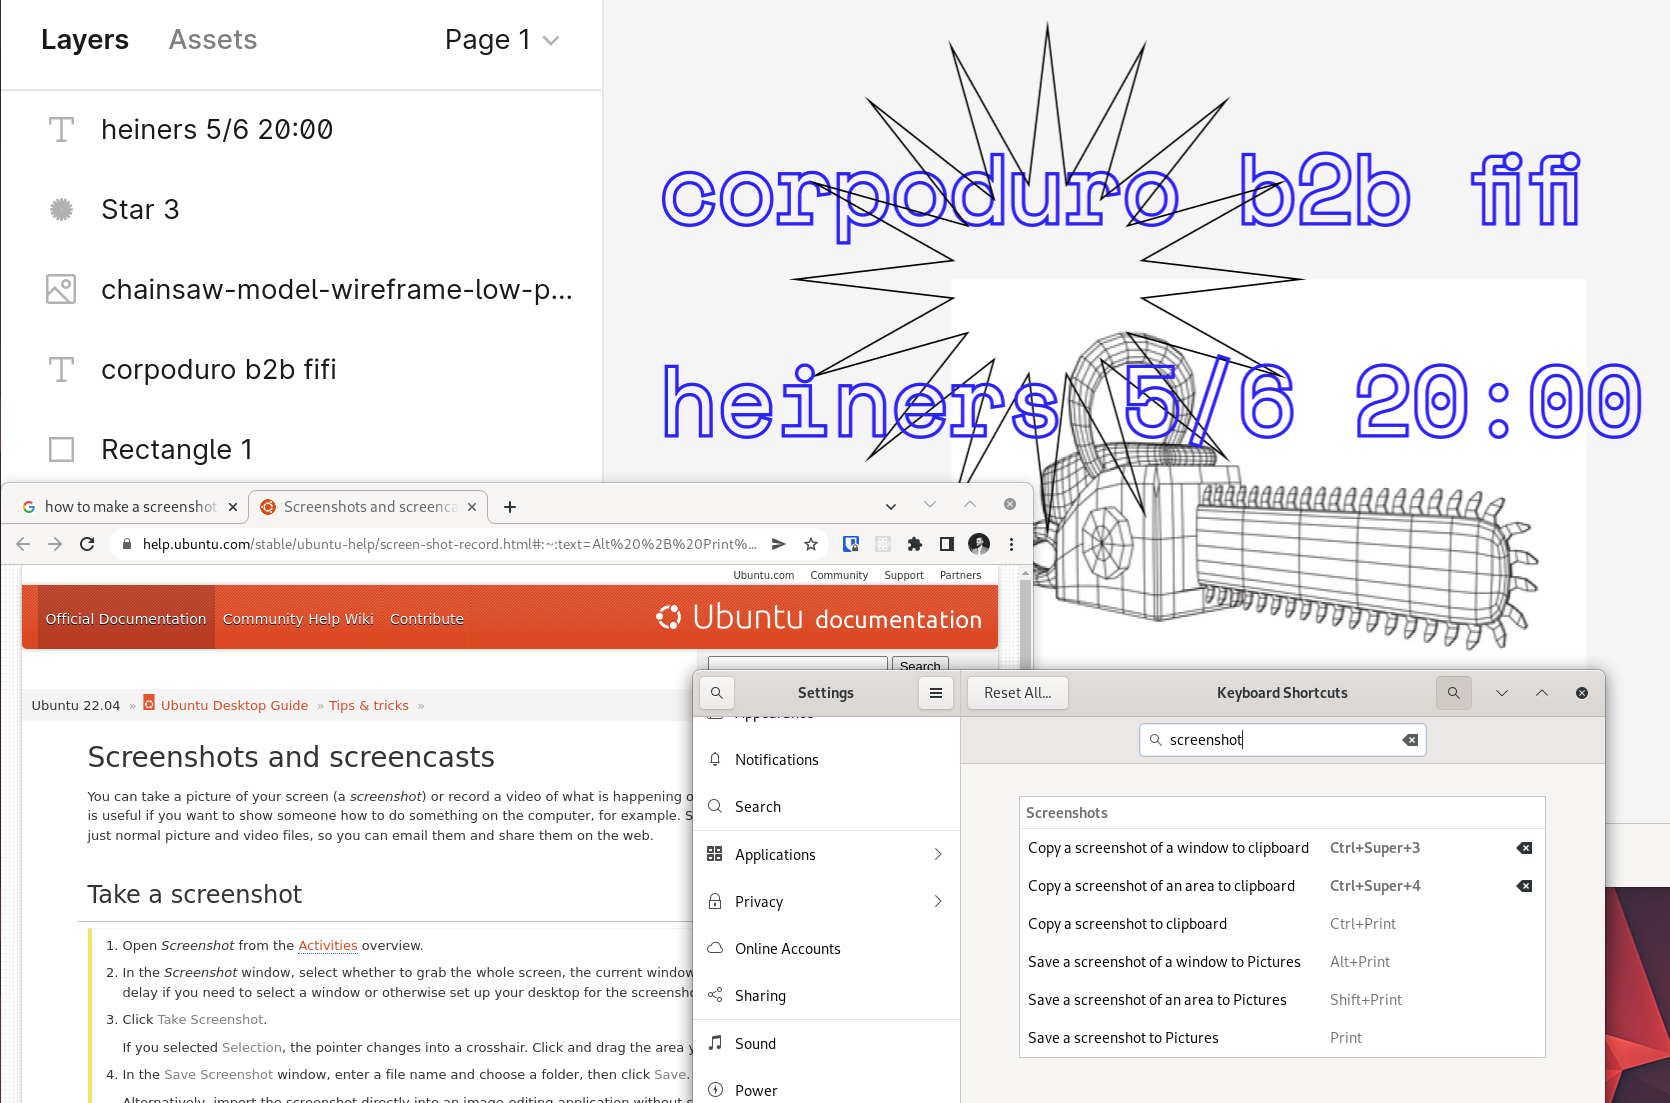 Layers Assets Page 1
heiners 5/6 20:00
Star 3
chainsaw-model-wireframe-low-p...
corpoduro b2b fifi
Rectangle 1
corpoduro b2b fifi
heiners 5/6 20:00
how to make a screenshot
Screenshots and screenca
help.ubuntu.com/stable/ubuntu-help/screen-shot-record.html#:~:text=Alt%20%2B%20Print%...
Ubuntu.com Community Support Partners
Official Documentation Community Help Wiki Contribute
Ubuntu documentation
Search
Ubuntu 22.04 » Ubuntu Desktop Guide » Tips & tricks »
Screenshots and screencasts
You can take a picture of your screen (a screenshot) or record a video of what is happening
is useful if you want to show someone how to do something on the computer, for example.
just normal picture and video files, so you can email them and share them on the web.
Take a screenshot
1. Open Screenshot from the Activities overview.
2. In the Screenshot window, select whether to grab the whole screen, the current window
delay if you need to select a window or otherwise set up your desktop for the
3. Click Take Screenshot.
If you selected Selection, the pointer changes into a crosshair. Click and drag the area
4. In the Save Screenshot window, enter a file name and choose a folder, then click Save.
Alternatively, import the screenshot directly into an image-editing application without
Settings
Appearance
Notifications
Search
Applications
Privacy
Online Accounts
Sharing
Sound
Power
Reset All...
Keyboard Shortcuts
screenshot
Screenshots
Copy a screenshot of a window to clipboard Ctrl+Super+3
Copy a screenshot of an area to clipboard Ctrl+Super+4
Copy a screenshot to clipboard Ctrl+Print
Save a screenshot of a window to Pictures Alt+Print
Save a screenshot of an area to Pictures Shift+Print
Save a screenshot to Pictures Print